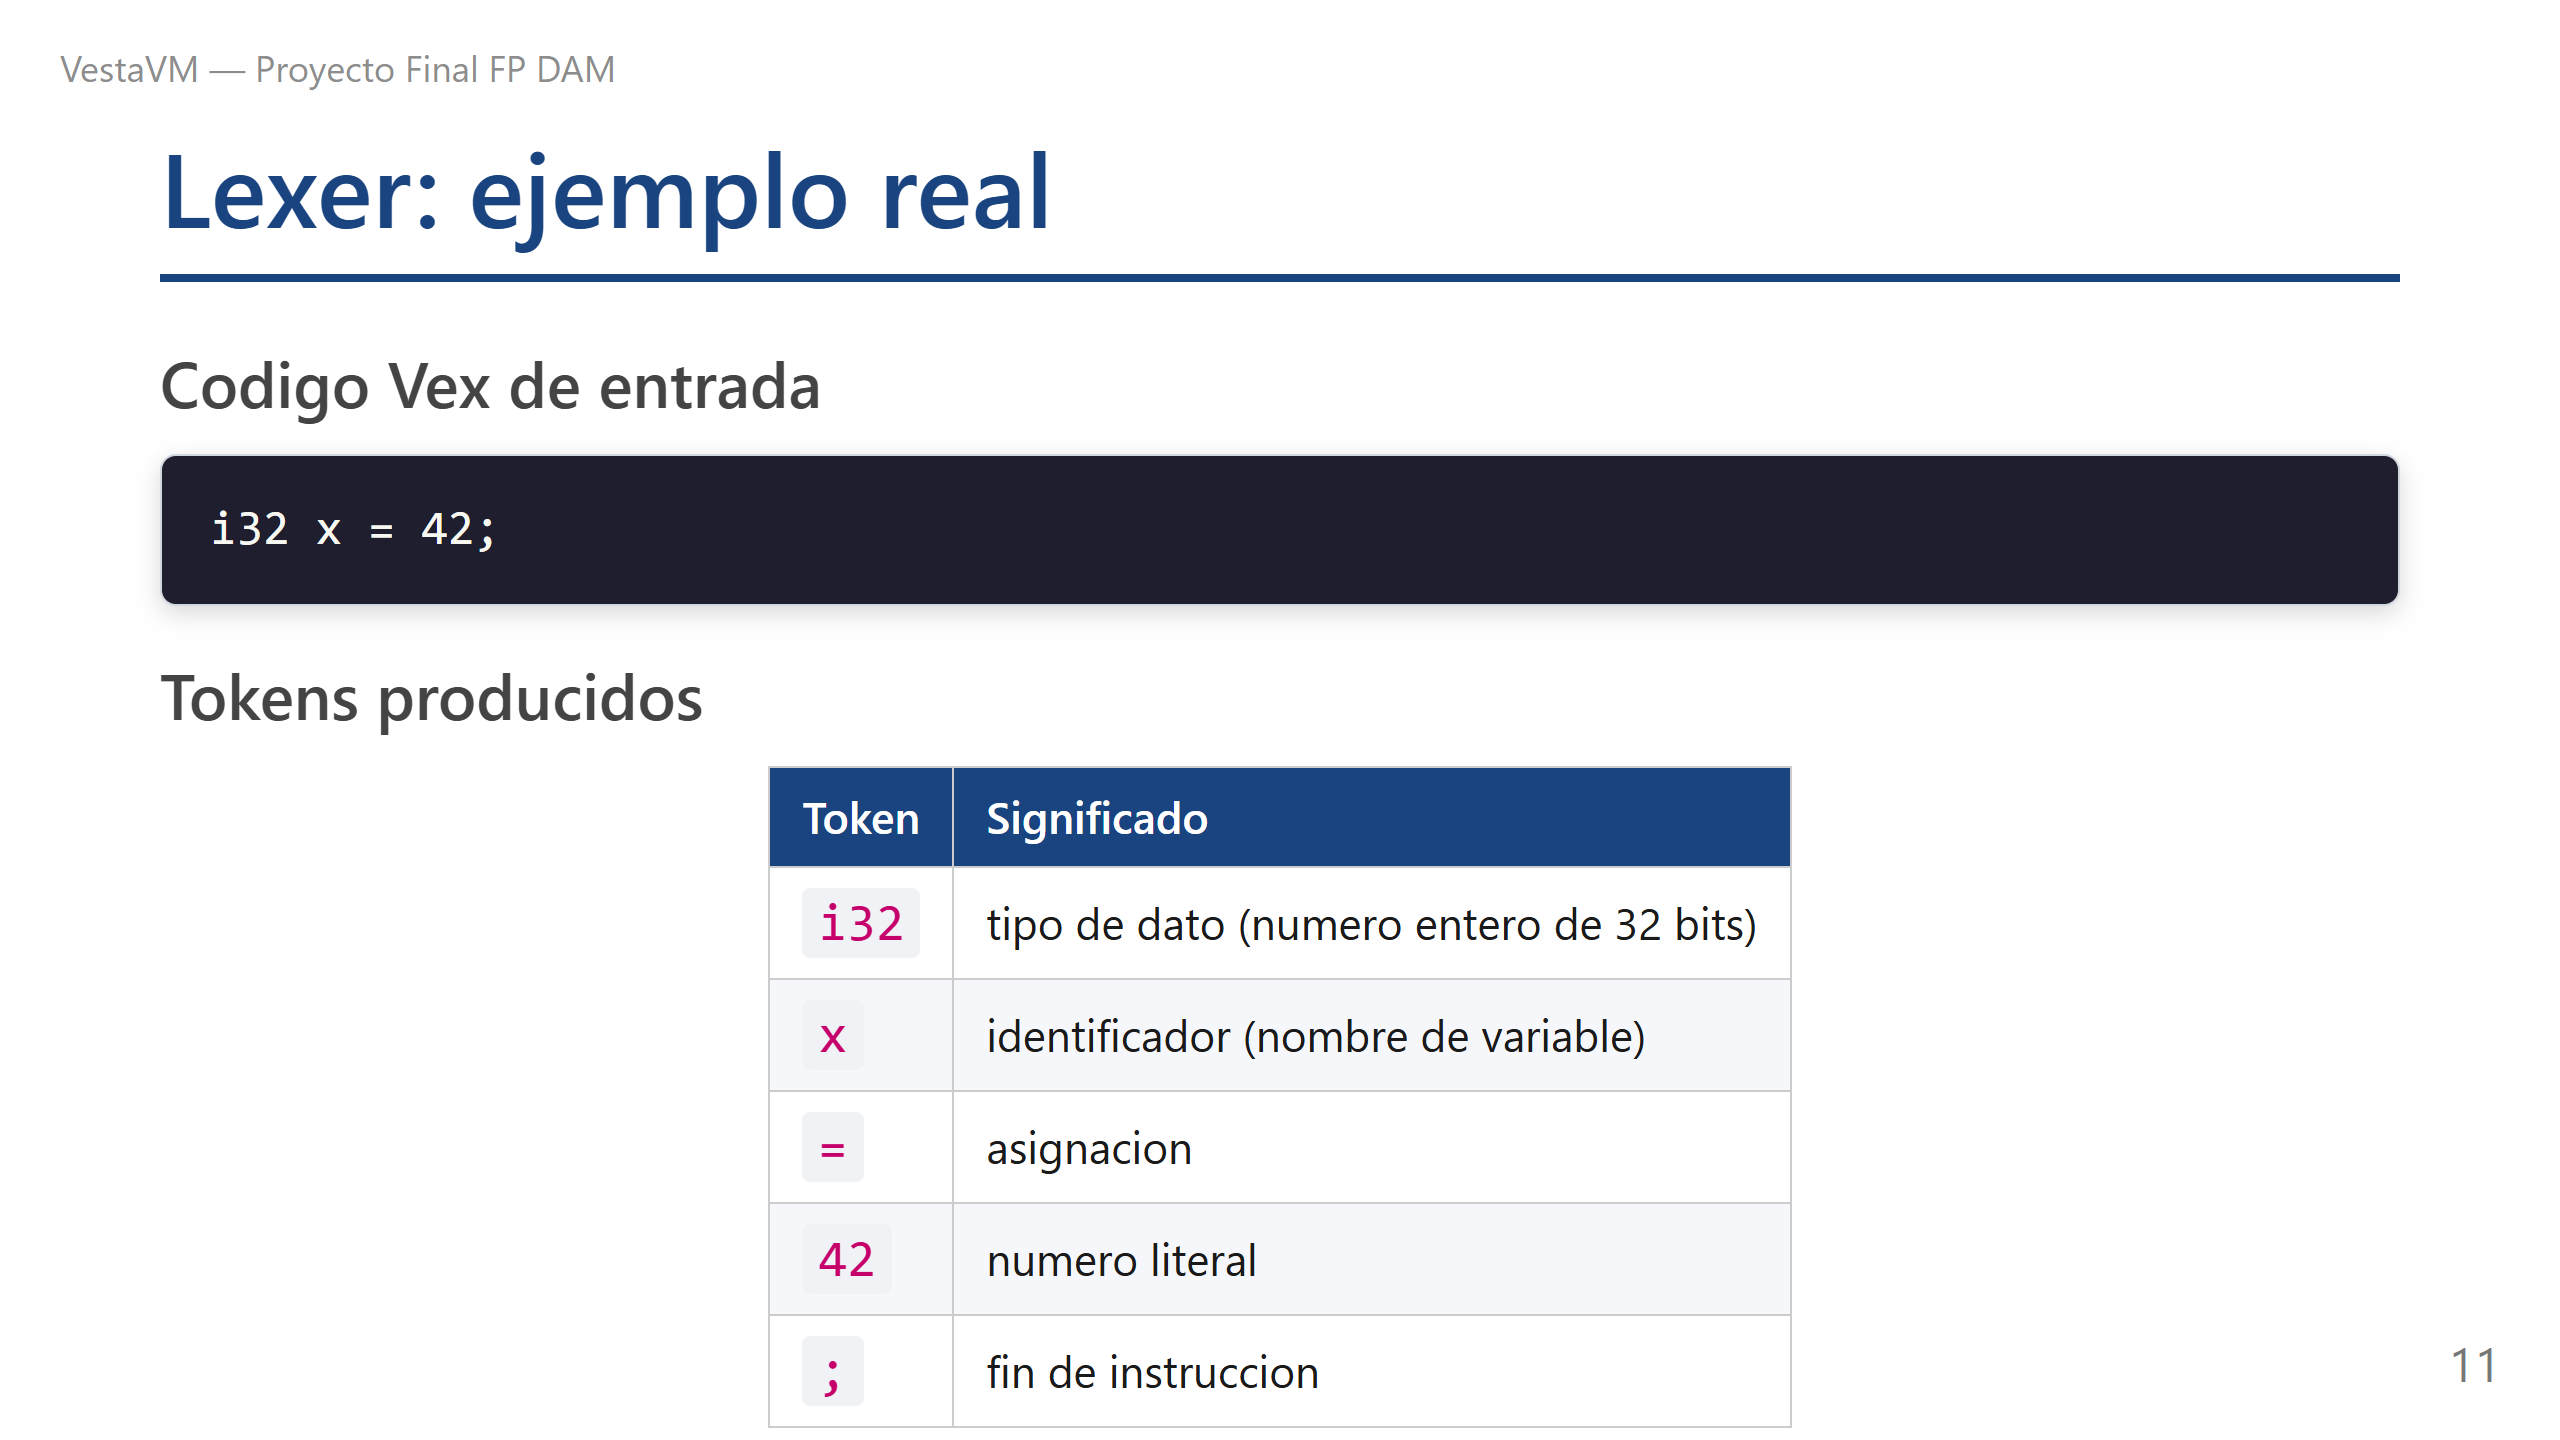 VestaVM — Proyecto Final FP DAM
Lexer: ejemplo real
Codigo Vex de entrada
i32 x = 42;
Tokens producidos
Token Significado
i32 tipo de dato (numero entero de 32 bits)
x identificador (nombre de variable)
= asignacion
42 numero literal
; fin de instruccion
11